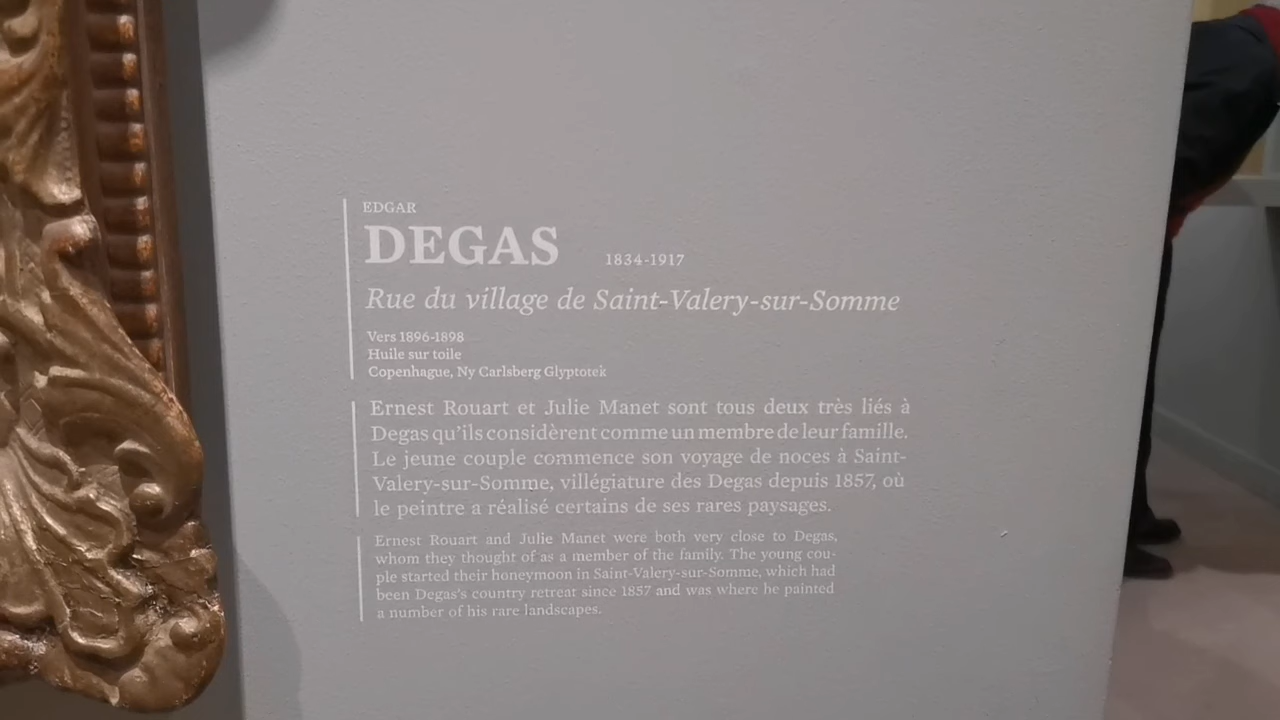 EDGAR
DEGAS 1834-1917
Rue du village de Saint-Valery-sur-Somme
Vers 1896-1898
Huile sur toile
Copenhague, Ny Carlsberg Glyptotek
Ernest Rouart et Julie Manet sont tous deux très liés à
Degas qu'ils considèrent comme un membre de leur famille.
Le jeune couple commence son voyage de noces à Saint-
Valery-sur-Somme, villégiature des Degas depuis 1857, où
le peintre a réalisé certains de ses rares paysages.
Ernest Rouart and Julie Manet were both very close to Degas,
whom they thought of as a member of the family. The young cou-
ple started their honeymoon in Saint-Valery-sur-Somme, which had
been Degas's country retreat since 1857 and was where he painted
a number of his rare landscapes.